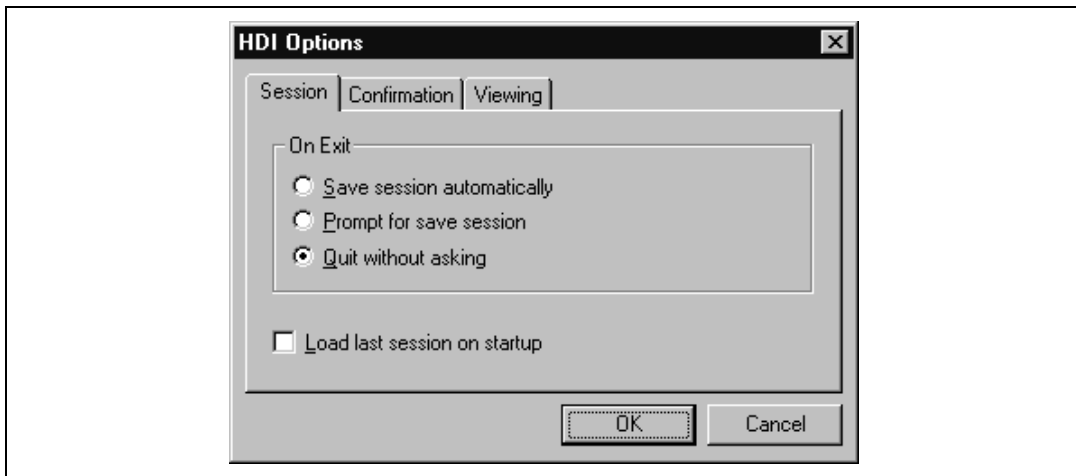 HDI Options
Session Confirmation Viewing
On Exit
Save session automatically
Prompt for save session
Quit without asking
Load last session on startup
OK Cancel